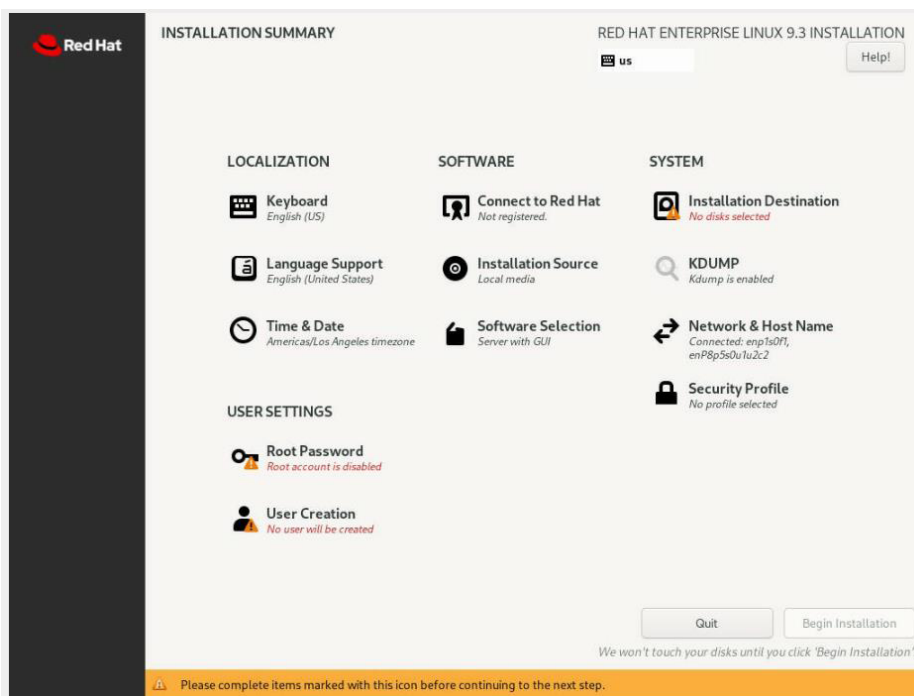 Red Hat
INSTALLATION SUMMARY
RED HAT ENTERPRISE LINUX 9.3 INSTALLATION
us
Help!
LOCALIZATION
Keyboard
English (US)
Language Support
English (United States)
Time & Date
Americas/Los Angeles timezone
SOFTWARE
Connect to Red Hat
Not registered.
Installation Source
Local media
Software Selection
Server with GUI
SYSTEM
Installation Destination
No disks selected
KDUMP
Kdump is enabled
Network & Host Name
Connected: enp1s0f1,
enP8p5s0u1u2c2
Security Profile
No profile selected
USER SETTINGS
Root Password
Root account is disabled
User Creation
No user will be created
Quit
Begin Installation
We won't touch your disks until you click 'Begin Installation'
Please complete items marked with this icon before continuing to the next step.